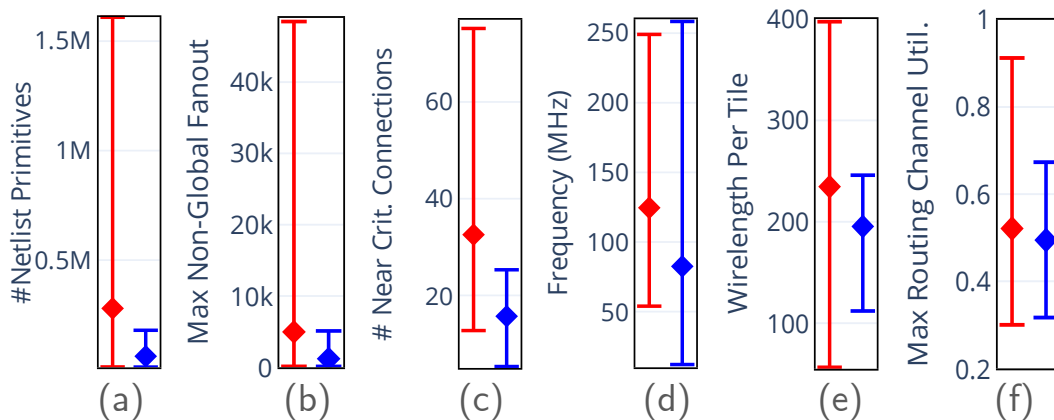 #Netlist Primitives
1.5M
1M
0.5M
(a)
Max Non-Global Fanout
40k
30k
20k
10k
0
(b)
# Near Crit. Connections
60
40
20
(c)
Frequency (MHz)
250
200
150
100
50
(d)
Wirelength Per Tile
400
300
200
100
(e)
Max Routing Channel Util.
1
0.8
0.6
0.4
0.2
(f)